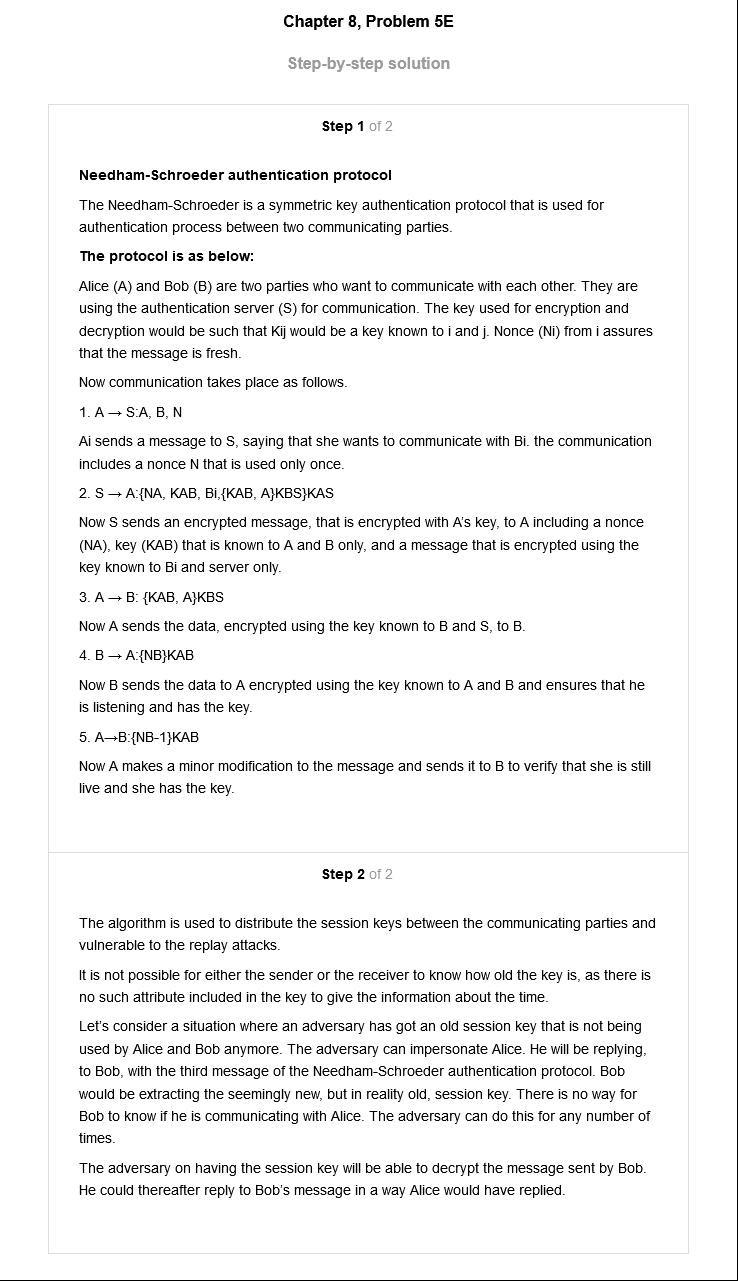 Chapter 8, Problem 5E
Step-by-step solution
Step 1 of 2
Needham-Schroeder authentication protocol
The Needham-Schroeder is a symmetric key authentication protocol that is used for
authentication process between two communicating parties.
The protocol is as below:
Alice (A) and Bob (B) are two parties who want to communicate with each other. They are
using the authentication server (S) for communication. The key used for encryption and
decryption would be such that Kij would be a key known to i and j. Nonce (Ni) from i assures
that the message is fresh.
Now communication takes place as follows.
1. A → S:A, B, N
Ai sends a message to S, saying that she wants to communicate with Bi. the communication
includes a nonce N that is used only once.
2. S → A:{NA, KAB, Bi,{KAB, A}KBS}KAS
Now S sends an encrypted message, that is encrypted with A’s key, to A including a nonce
(NA), key (KAB) that is known to A and B only, and a message that is encrypted using the
key known to Bi and server only.
3. A → B: {KAB, A}KBS
Now A sends the data, encrypted using the key known to B and S, to B.
4. B → A:{NB}KAB
Now B sends the data to A encrypted using the key known to A and B and ensures that he
is listening and has the key.
5. A→B:{NB-1}KAB
Now A makes a minor modification to the message and sends it to B to verify that she is still
live and she has the key.
Step 2 of 2
The algorithm is used to distribute the session keys between the communicating parties and
vulnerable to the replay attacks.
It is not possible for either the sender or the receiver to know how old the key is, as there is
no such attribute included in the key to give the information about the time.
Let’s consider a situation where an adversary has got an old session key that is not being
used by Alice and Bob anymore. The adversary can impersonate Alice. He will be replying,
to Bob, with the third message of the Needham-Schroeder authentication protocol. Bob
would be extracting the seemingly new, but in reality old, session key. There is no way for
Bob to know if he is communicating with Alice. The adversary can do this for any number of
times.
The adversary on having the session key will be able to decrypt the message sent by Bob.
He could thereafter reply to Bob’s message in a way Alice would have replied.